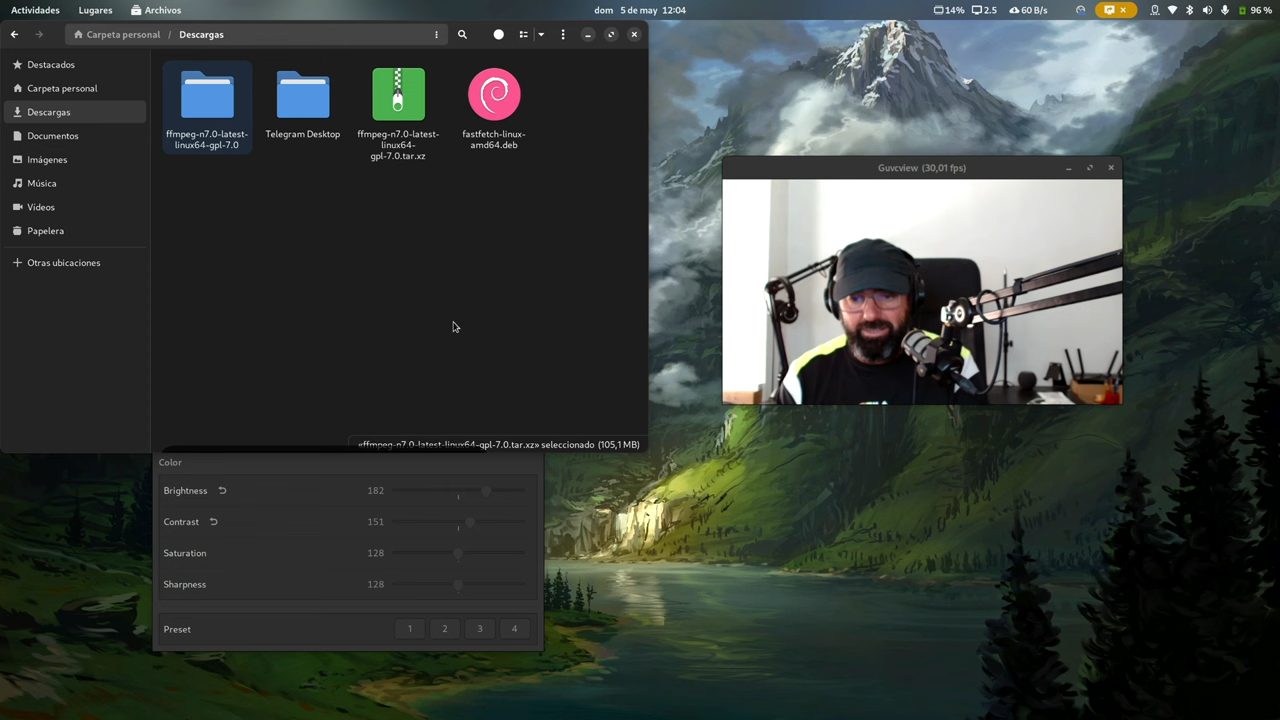 Actividades Lugares Archivos dom 5 de may 12:04 14% 2.5 60 B/s 96 %
Carpeta personal / Descargas
Destacados
Carpeta personal
Descargas
Documentos
Imágenes
Música
Vídeos
Papelera
Otras ubicaciones
ffmpeg-n7.0-latest-
linux64-gpl-7.0
Telegram Desktop
ffmpeg-n7.0-latest-
linux64-
gpl-7.0.tar.xz
fastfetch-linux-
amd64.deb
«ffmpeg-n7.0-latest-linux64-gpl-7.0.tar.xz» seleccionado (105,1 MB)
Guvcview (30,01 fps)
Color
Brightness 182
Contrast 151
Saturation 128
Sharpness 128
Preset 1 2 3 4